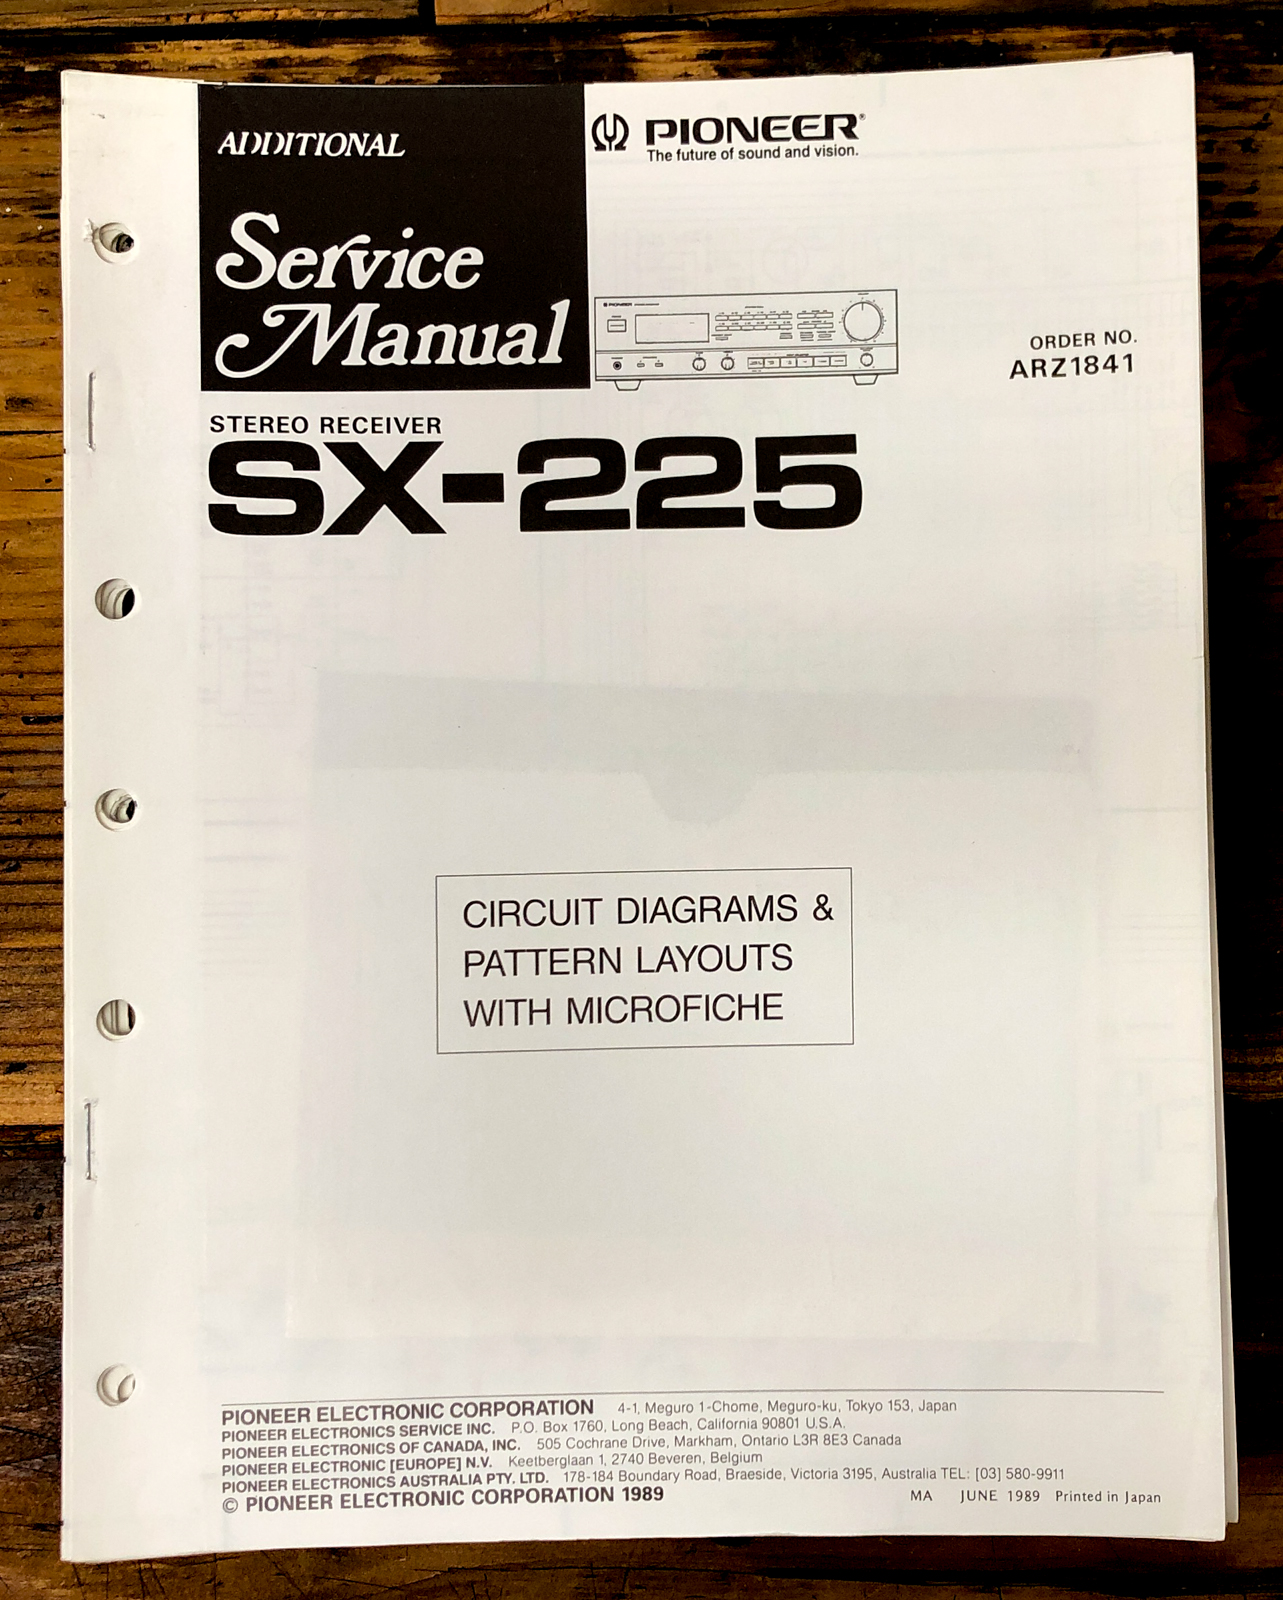 ADDITIONAL
Service
Manual
PIONEER®
The future of sound and vision.
PIONEER
ORDER NO.
ARZ1841
STEREO RECEIVER
SX-225
CIRCUIT DIAGRAMS &
PATTERN LAYOUTS
WITH MICROFICHE
PIONEER ELECTRONIC CORPORATION 4-1, Meguro 1-Chome, Meguro-ku, Tokyo 153, Japan
PIONEER ELECTRONICS SERVICE INC. P.O. Box 1760, Long Beach, California 90801 U.S.A.
PIONEER ELECTRONICS OF CANADA, INC. 505 Cochrane Drive, Markham, Ontario L3R 8E3 Canada
PIONEER ELECTRONIC [EUROPE] N.V. Keetberglaan 1, 2740 Beveren, Belgium
PIONEER ELECTRONICS AUSTRALIA PTY. LTD. 178-184 Boundary Road, Braeside, Victoria 3195, Australia TEL: [03] 580-9911
© PIONEER ELECTRONIC CORPORATION 1989 MA JUNE 1989 Printed in Japan